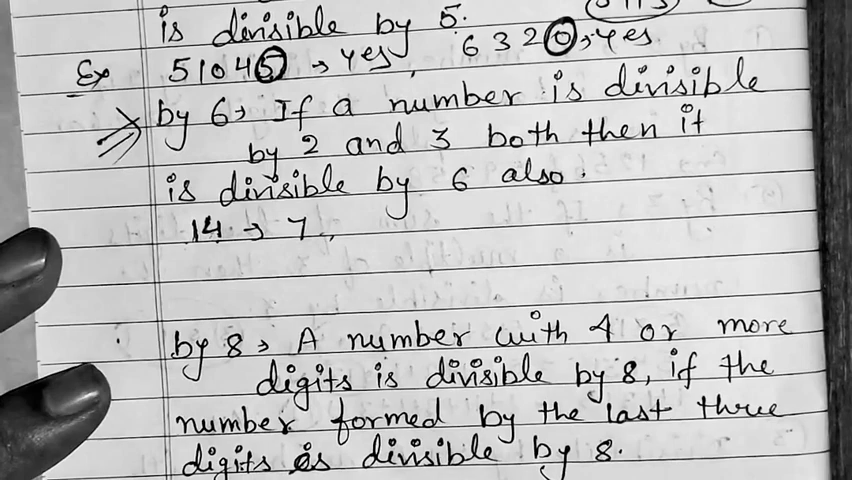 is divisible by 5.
Ex 51045 → yes, 6320 → yes
by 6 → If a number is divisible
by 2 and 3 both then it
is divisible by 6 also.
14 → 7,
by 8 → A number with 4 or more
digits is divisible by 8, if the
number formed by the last three
digits is divisible by 8.